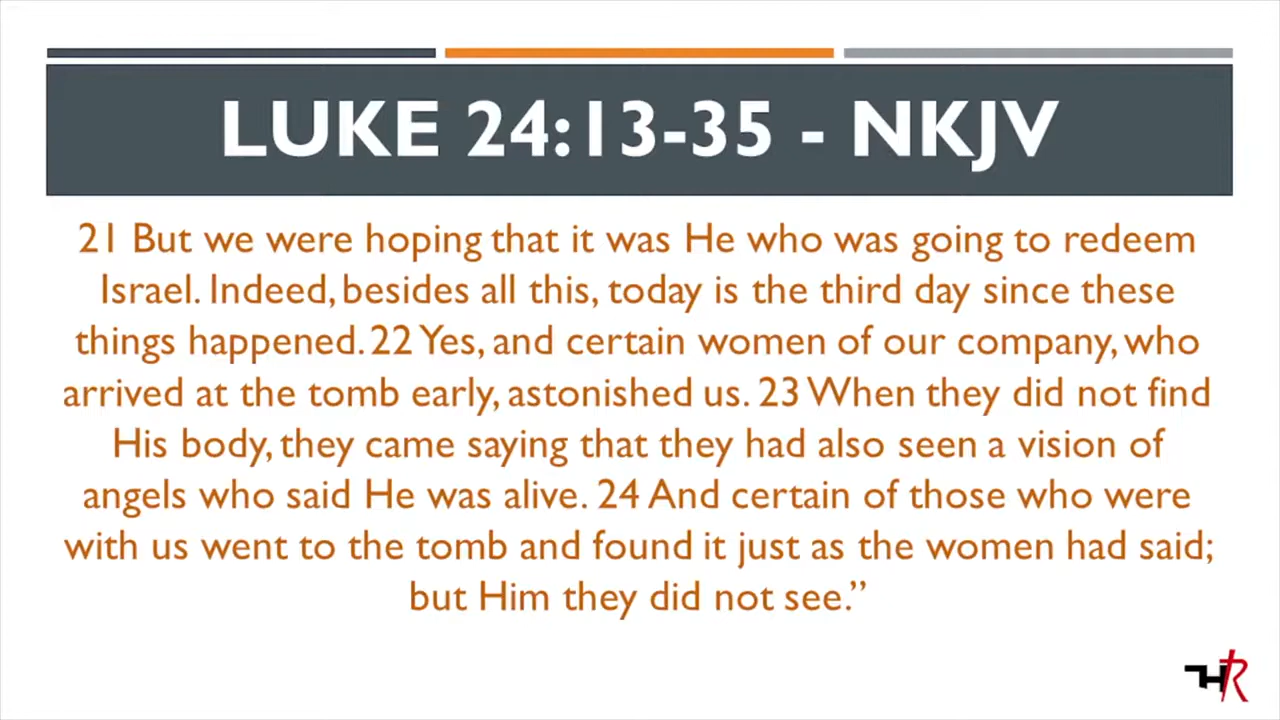 LUKE 24:13-35 - NKJV
21 But we were hoping that it was He who was going to redeem
Israel. Indeed, besides all this, today is the third day since these
things happened. 22 Yes, and certain women of our company, who
arrived at the tomb early, astonished us. 23 When they did not find
His body, they came saying that they had also seen a vision of
angels who said He was alive. 24 And certain of those who were
with us went to the tomb and found it just as the women had said;
but Him they did not see.”
HR